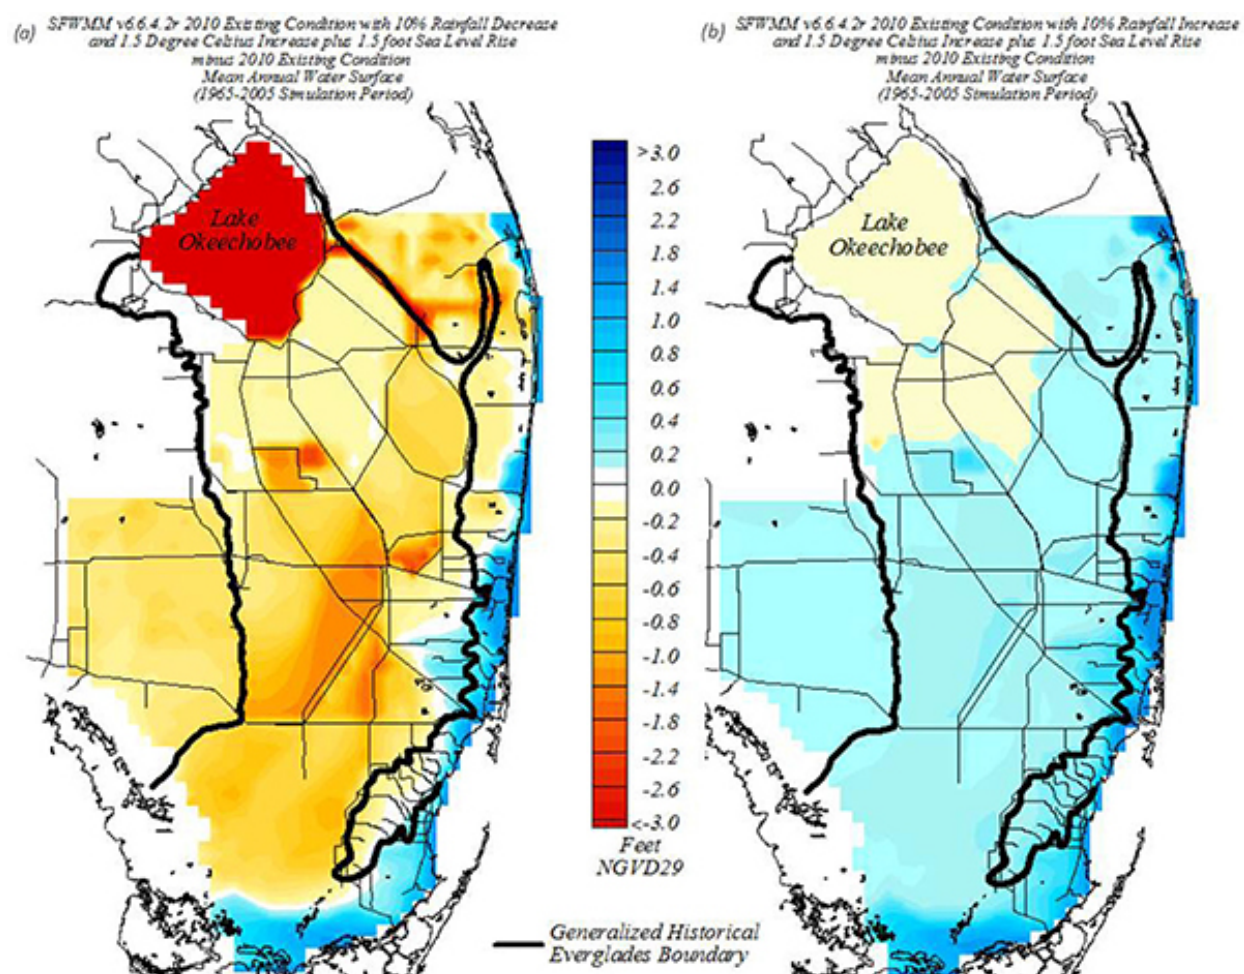 (a) SFWMM v6.6.4.2r 2010 Existing Condition with 10% Rainfall Decrease
and 1.5 Degree Celsius Increase plus 1.5 foot Sea Level Rise
minus 2010 Existing Condition
Mean Annual Water Surface
(1965-2005 Simulation Period)
(b) SFWMM v6.6.4.2r 2010 Existing Condition with 10% Rainfall Increase
and 1.5 Degree Celsius Increase plus 1.5 foot Sea Level Rise
minus 2010 Existing Condition
Mean Annual Water Surface
(1965-2005 Simulation Period)
Lake
Okeechobee
>3.0
2.6
2.2
1.8
1.4
1.0
0.8
0.6
0.4
0.2
0.0
-0.2
-0.4
-0.6
-0.8
-1.0
-1.4
-1.8
-2.2
-2.6
<-3.0
Feet
NGVD29
Lake
Okeechobee
Generalized Historical
Everglades Boundary